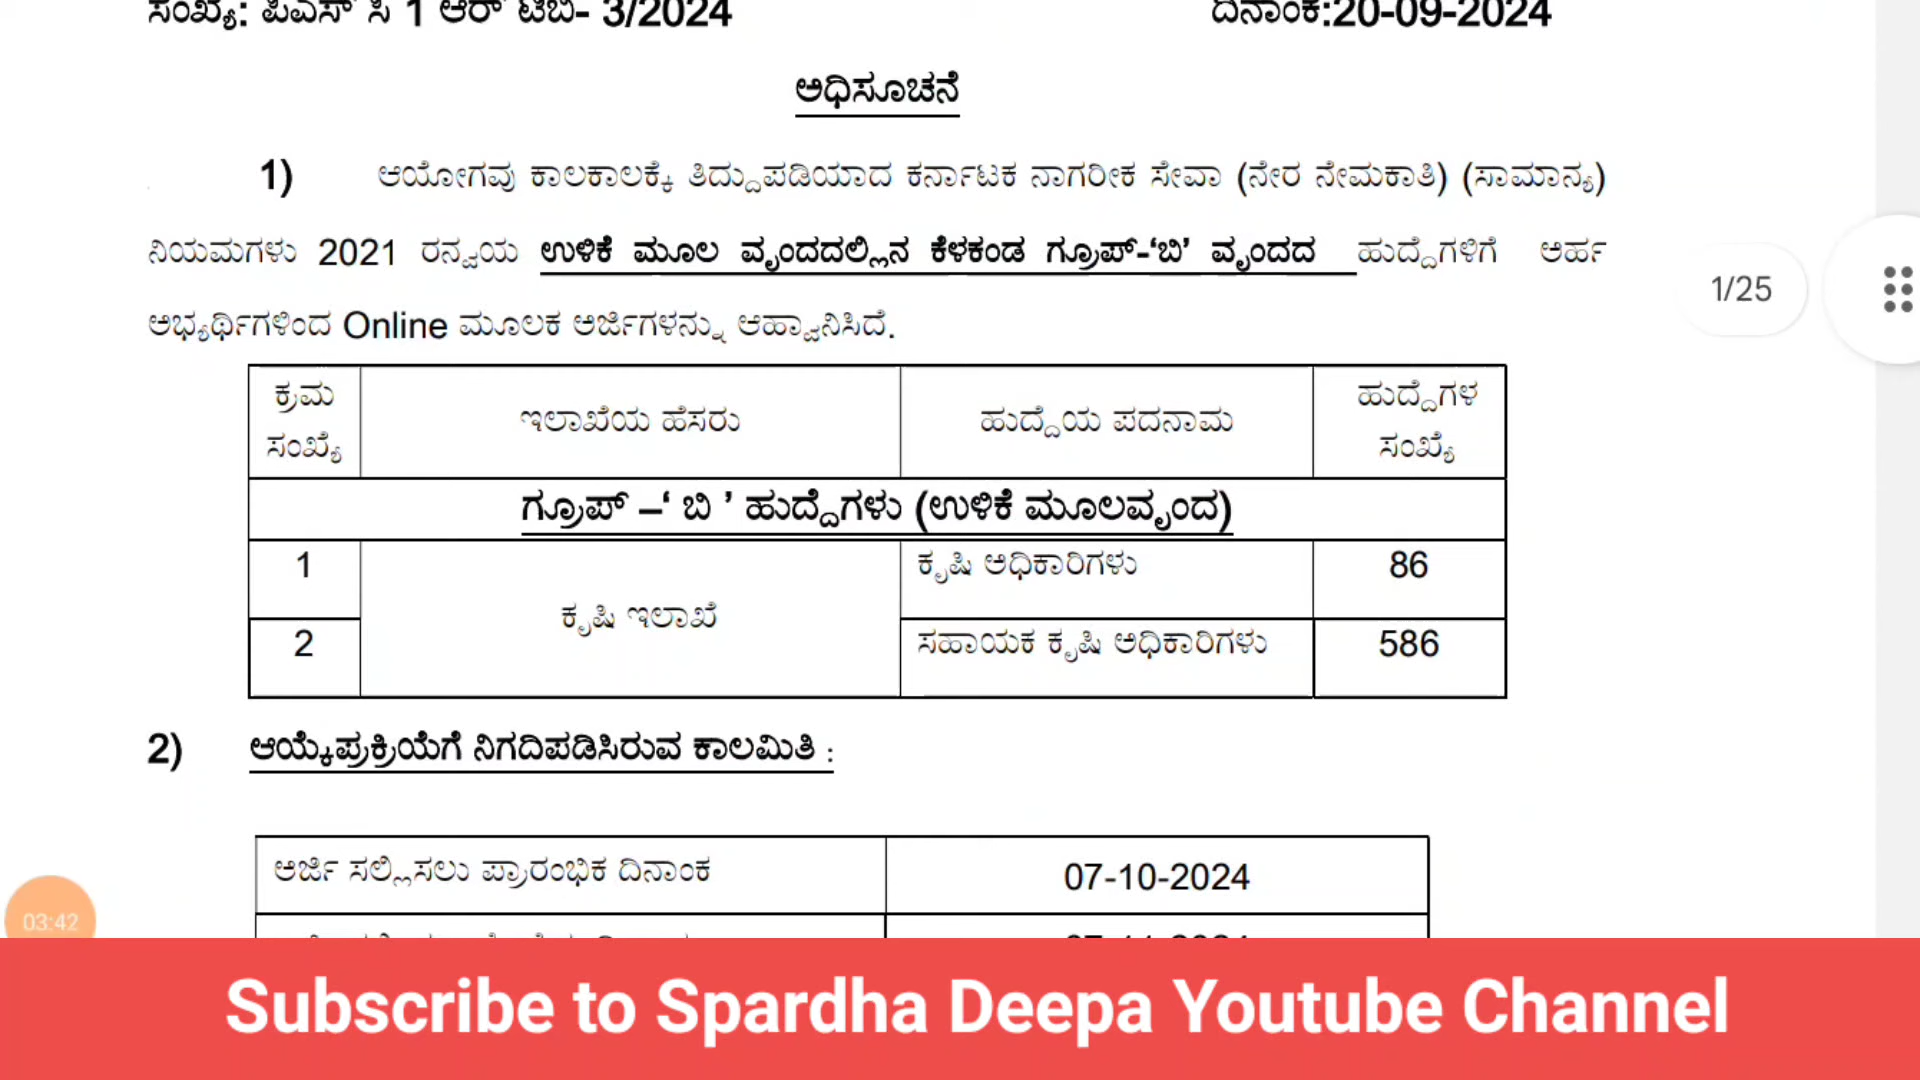 ಸಂಖ್ಯೆ: ಪಿಎಸ್ ಸಿ 1 ಆರ್ ಟಿಬಿ- 3/2024 ದಿನಾಂಕ:20-09-2024
ಅಧಿಸೂಚನೆ
1) ಆಯೋಗವು ಕಾಲಕಾಲಕ್ಕೆ ತಿದ್ದುಪಡಿಯಾದ ಕರ್ನಾಟಕ ನಾಗರೀಕ ಸೇವಾ (ನೇರ ನೇಮಕಾತಿ) (ಸಾಮಾನ್ಯ)
ನಿಯಮಗಳು 2021 ರನ್ವಯ ಉಳಿಕೆ ಮೂಲ ವೃಂದದಲ್ಲಿನ ಕೆಳಕಂಡ ಗ್ರೂಪ್-‘ಬಿ’ ವೃಂದದ ಹುದ್ದೆಗಳಿಗೆ ಅರ್ಹ
ಅಭ್ಯರ್ಥಿಗಳಿಂದ Online ಮೂಲಕ ಅರ್ಜಿಗಳನ್ನು ಆಹ್ವಾನಿಸಿದೆ.
1/25
ಕ್ರಮ
ಸಂಖ್ಯೆ
ಇಲಾಖೆಯ ಹೆಸರು
ಹುದ್ದೆಯ ಪದನಾಮ
ಹುದ್ದೆಗಳ
ಸಂಖ್ಯೆ
ಗ್ರೂಪ್ –‘ ಬಿ ’ ಹುದ್ದೆಗಳು (ಉಳಿಕೆ ಮೂಲವೃಂದ)
1 ಕೃಷಿ ಅಧಿಕಾರಿಗಳು 86
ಕೃಷಿ ಇಲಾಖೆ
2 ಸಹಾಯಕ ಕೃಷಿ ಅಧಿಕಾರಿಗಳು 586
2) ಆಯ್ಕೆಪ್ರಕ್ರಿಯೆಗೆ ನಿಗದಿಪಡಿಸಿರುವ ಕಾಲಮಿತಿ :
ಅರ್ಜಿ ಸಲ್ಲಿಸಲು ಪ್ರಾರಂಭಿಕ ದಿನಾಂಕ 07-10-2024
03:42
Subscribe to Spardha Deepa Youtube Channel